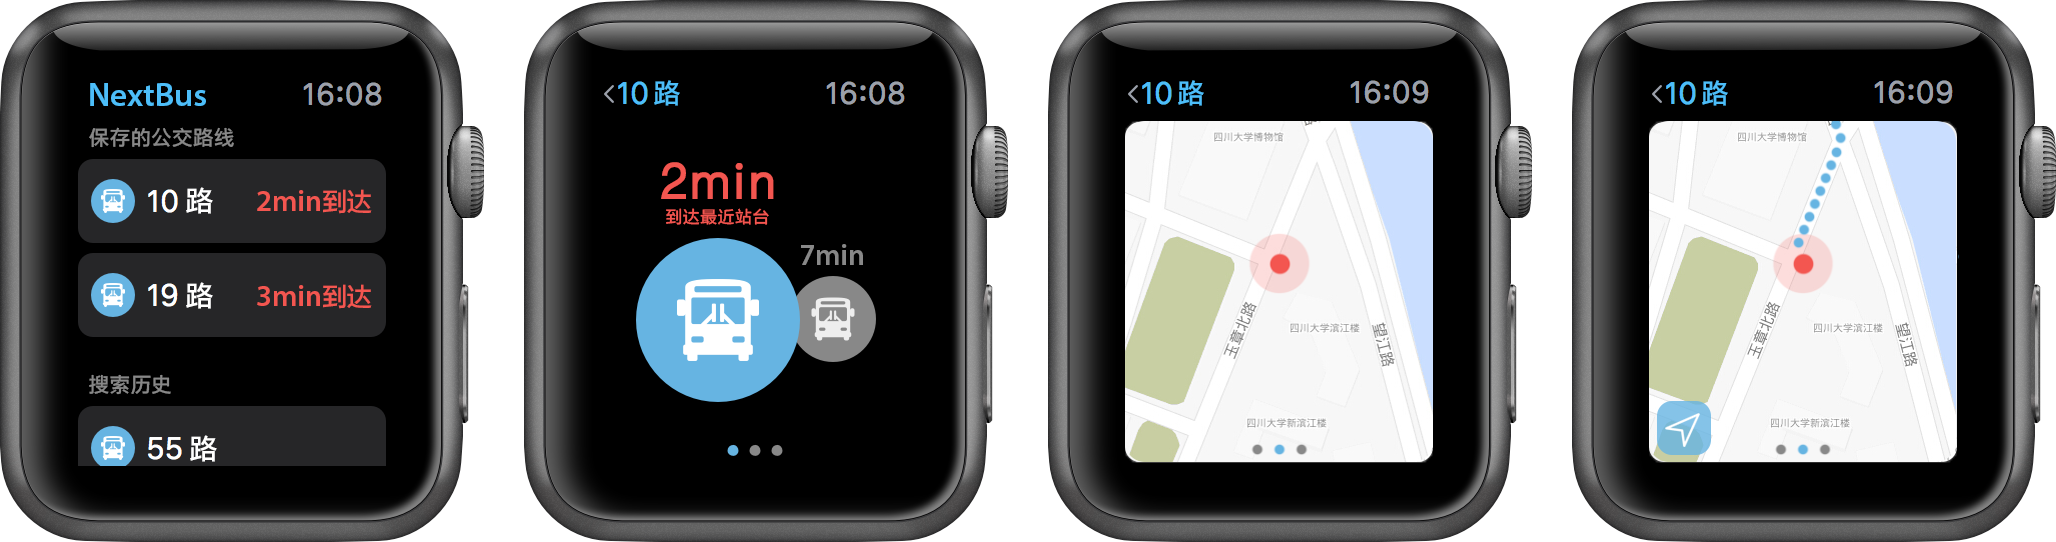 NextBus 16:08
保存的公交路线
10 路 2min到达
19 路 3min到达
搜索历史
55 路
<10 路 16:08
2min
到达最近站台
7min
<10 路 16:09
四川大学博物馆
四川大学滨江楼
玉章北路
望江路
四川大学新滨江楼
<10 路 16:09
四川大学博物馆
四川大学滨江楼
玉章北路
望江路
四川大学新滨江楼